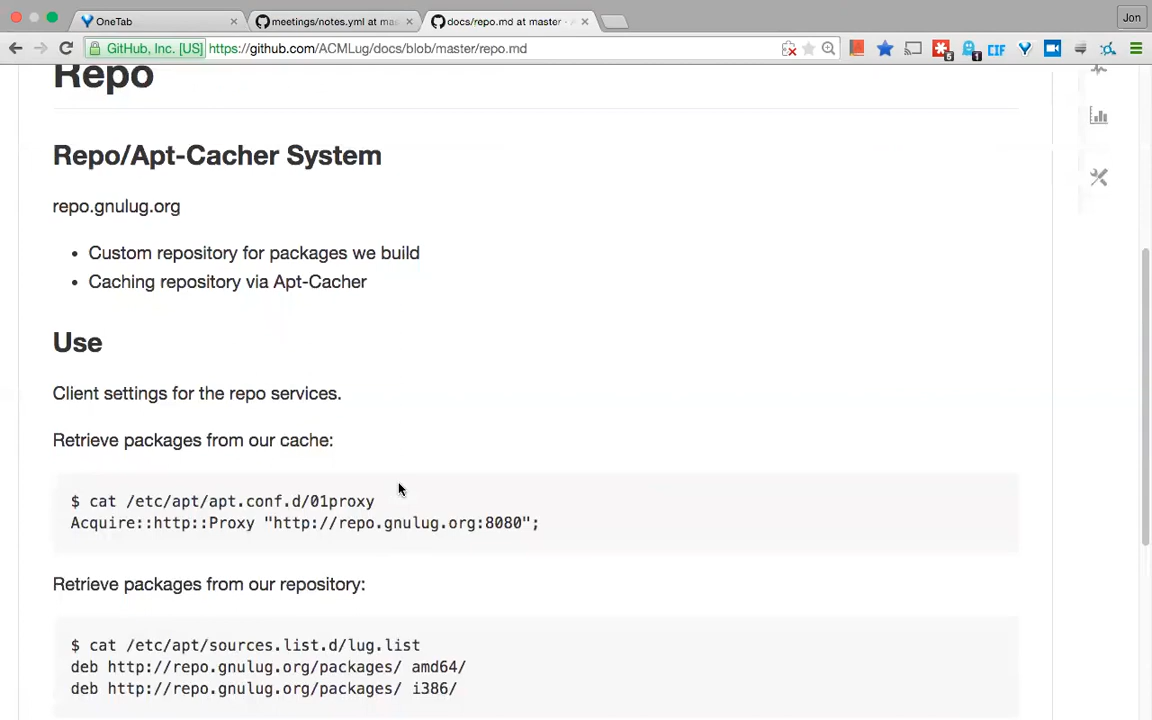 OneTab
meetings/notes.yml at mas
docs/repo.md at master -
Jon
GitHub, Inc. [US] https://github.com/ACMLug/docs/blob/master/repo.md
6
1
CIF
Repo
Repo/Apt-Cacher System
repo.gnulug.org
• Custom repository for packages we build
• Caching repository via Apt-Cacher
Use
Client settings for the repo services.
Retrieve packages from our cache:
$ cat /etc/apt/apt.conf.d/01proxy
Acquire::http::Proxy "http://repo.gnulug.org:8080";
Retrieve packages from our repository:
$ cat /etc/apt/sources.list.d/lug.list
deb http://repo.gnulug.org/packages/ amd64/
deb http://repo.gnulug.org/packages/ i386/